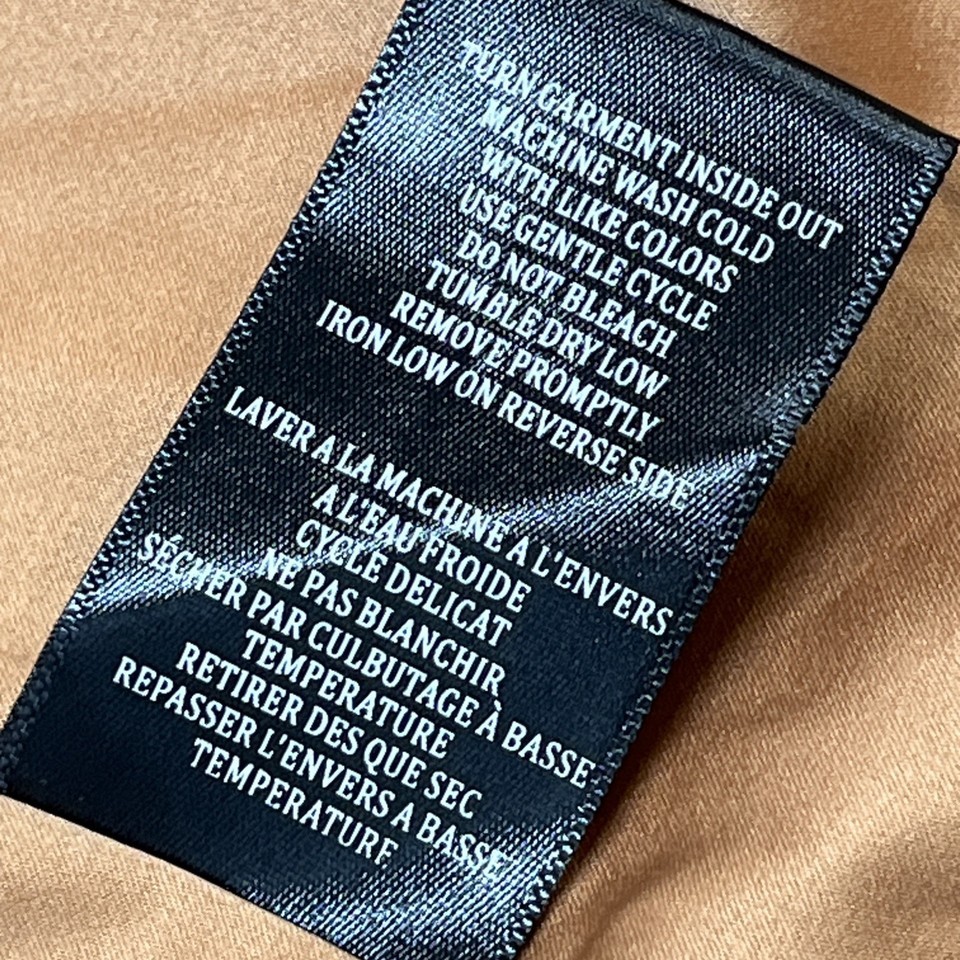 TURN GARMENT INSIDE OUT
MACHINE WASH COLD
WITH LIKE COLORS
USE GENTLE CYCLE
DO NOT BLEACH
TUMBLE DRY LOW
REMOVE PROMPTLY
IRON LOW ON REVERSE SIDE
LAVER A LA MACHINE A L'ENVERS
A L'EAU FROIDE
CYCLE DELICAT
NE PAS BLANCHIR
SÉCHER PAR CULBUTAGE À BASSE
TEMPERATURE
RETIRER DES QUE SEC
REPASSER L'ENVERS A BASSE
TEMPERATURE